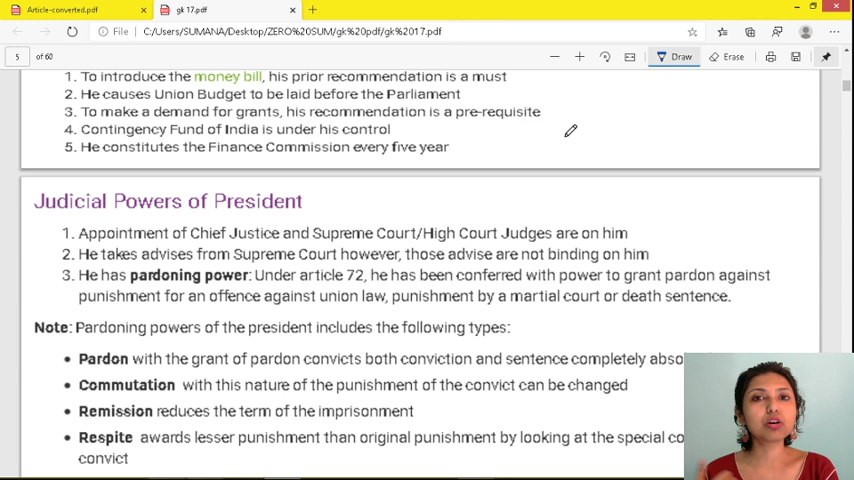 Article-converted.pdf
gk 17.pdf
File
C:/Users/SUMANA/Desktop/ZERO%20SUM/gk%20pdf/gk%2017.pdf
5 of 60
Draw
Erase
1. To introduce the money bill, his prior recommendation is a must
2. He causes Union Budget to be laid before the Parliament
3. To make a demand for grants, his recommendation is a pre-requisite
4. Contingency Fund of India is under his control
5. He constitutes the Finance Commission every five year
Judicial Powers of President
1. Appointment of Chief Justice and Supreme Court/High Court Judges are on him
2. He takes advises from Supreme Court however, those advise are not binding on him
3. He has pardoning power: Under article 72, he has been conferred with power to grant pardon against
punishment for an offence against union law, punishment by a martial court or death sentence.
Note: Pardoning powers of the president includes the following types:
• Pardon with the grant of pardon convicts both conviction and sentence completely
• Commutation with this nature of the punishment of the convict can be changed
• Remission reduces the term of the imprisonment
• Respite awards lesser punishment than original punishment by looking at the special
convict